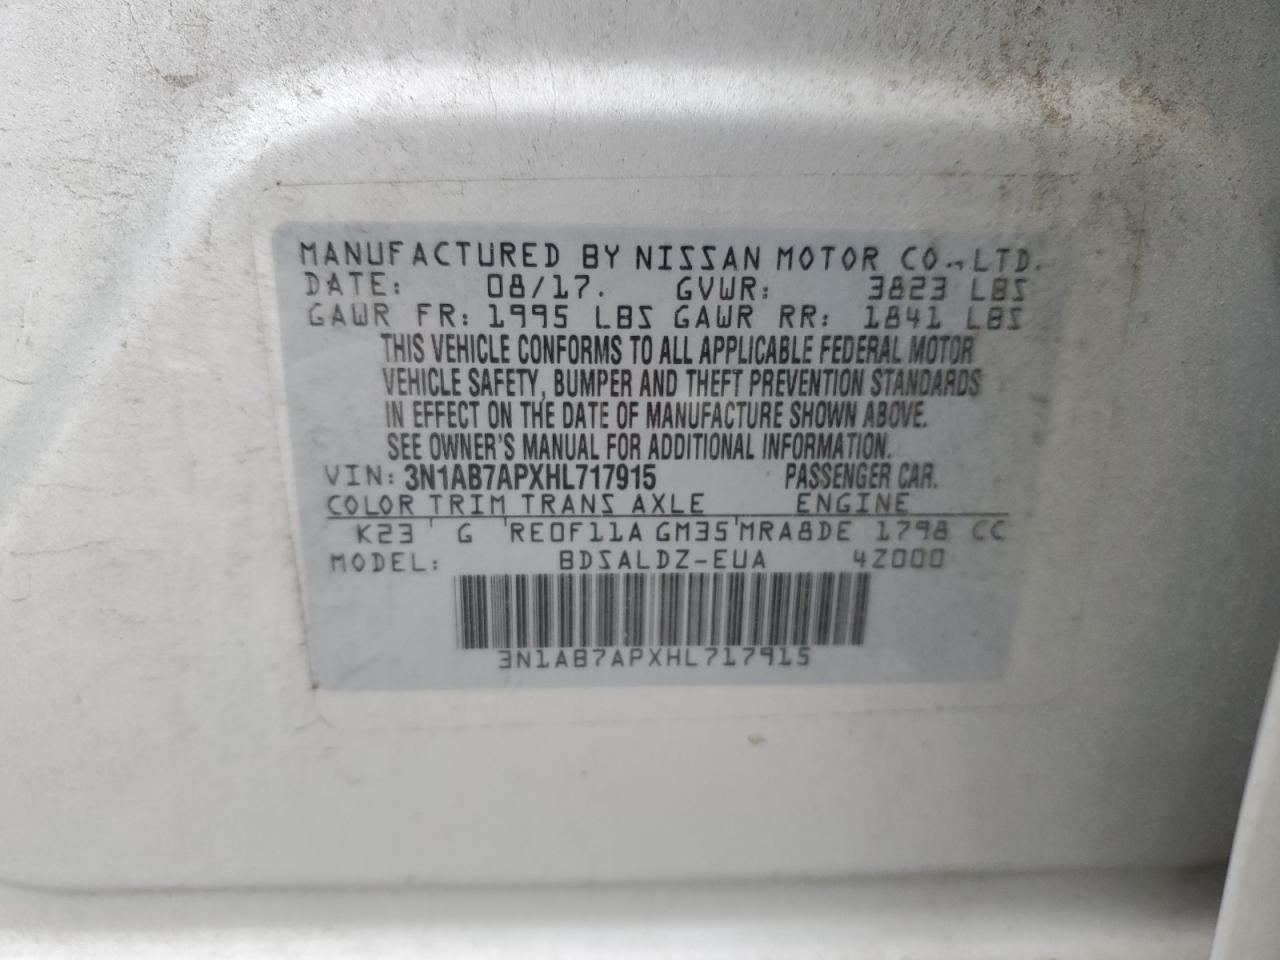 MANUFACTURED BY NISSAN MOTOR CO., LTD.
DATE: 08/17. GVWR: 3823 LBS
GAWR FR: 1995 LBS GAWR RR: 1841 LBS
THIS VEHICLE CONFORMS TO ALL APPLICABLE FEDERAL MOTOR
VEHICLE SAFETY, BUMPER AND THEFT PREVENTION STANDARDS
IN EFFECT ON THE DATE OF MANUFACTURE SHOWN ABOVE.
SEE OWNER'S MANUAL FOR ADDITIONAL INFORMATION.
VIN: 3N1AB7APXHL717915 PASSENGER CAR.
COLOR TRIM TRANS AXLE ENGINE
K23 G RE0F11A GM35 MRA8DE 1798 CC
MODEL: BDSALDZ-EUA 4Z000
3N1AB7APXHL717915